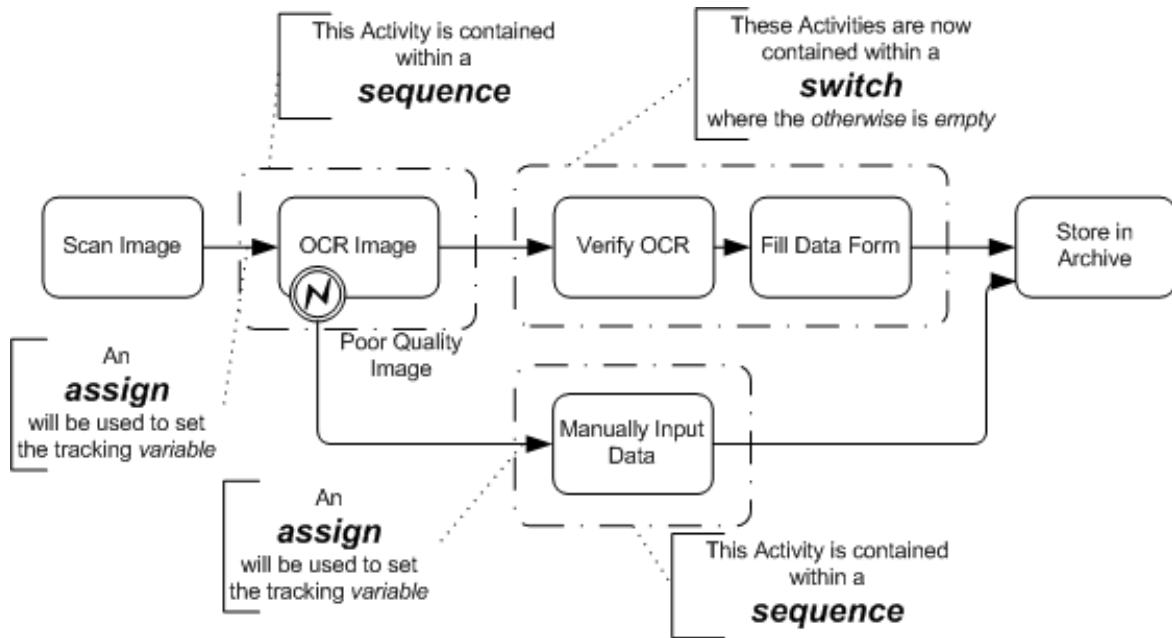 This Activity is contained
within a
sequence
These Activities are now
contained within a
switch
where the otherwise is empty
Scan Image
OCR Image
Verify OCR
Fill Data Form
Store in
Archive
Poor Quality
Image
An
assign
will be used to set
the tracking variable
Manually Input
Data
An
assign
will be used to set
the tracking variable
This Activity is contained
within a
sequence